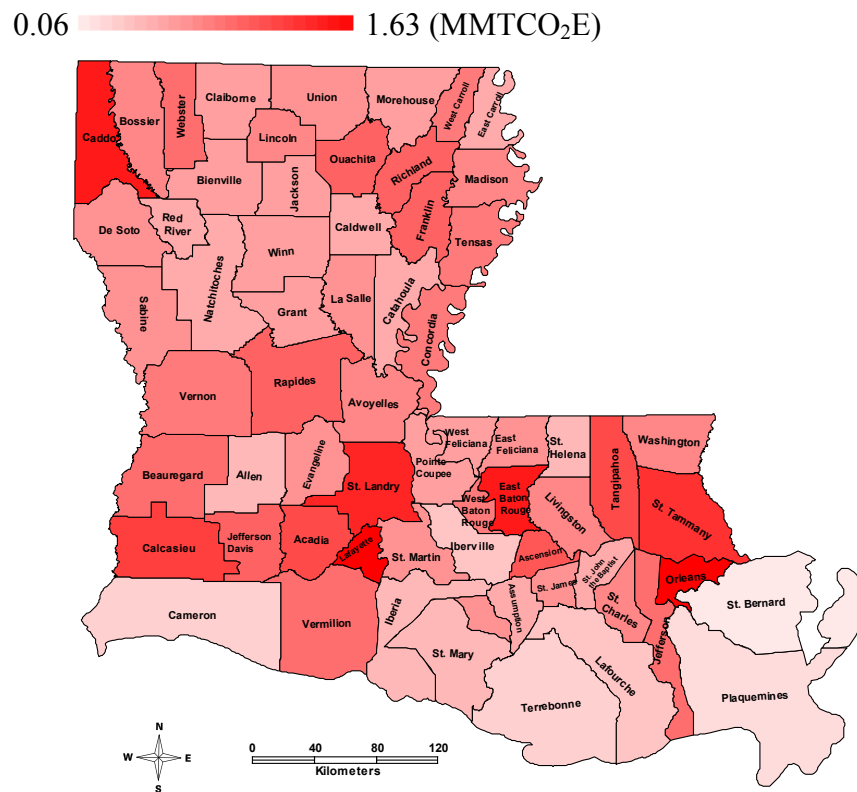 0.06 1.63 (MMTCO₂E)
Caddo
Bossier
Webster
Claiborne
Union
Morehouse
West Carroll
East Carroll
Lincoln
Ouachita
Richland
Madison
Bienville
Jackson
Franklin
De Soto
Red
River
Caldwell
Tensas
Winn
Natchitoches
Sabine
Grant
La Salle
Catahoula
Concordia
Vernon
Rapides
Avoyelles
Beauregard
Allen
Evangeline
St. Landry
Pointe
Coupee
West
Feliciana
East
Feliciana
St.
Helena
Tangipahoa
Washington
St. Tammany
West
Baton
Rouge
East
Baton
Rouge
Livingston
Calcasieu
Jefferson
Davis
Acadia
Lafayette
St. Martin
Iberville
Ascension
St. James
St. John
the Baptist
Orleans
St. Bernard
Cameron
Vermilion
Iberia
St. Mary
Assumption
St.
Charles
Jefferson
Terrebonne
Lafourche
Plaquemines
N
W E
S
0 40 80 120
Kilometers